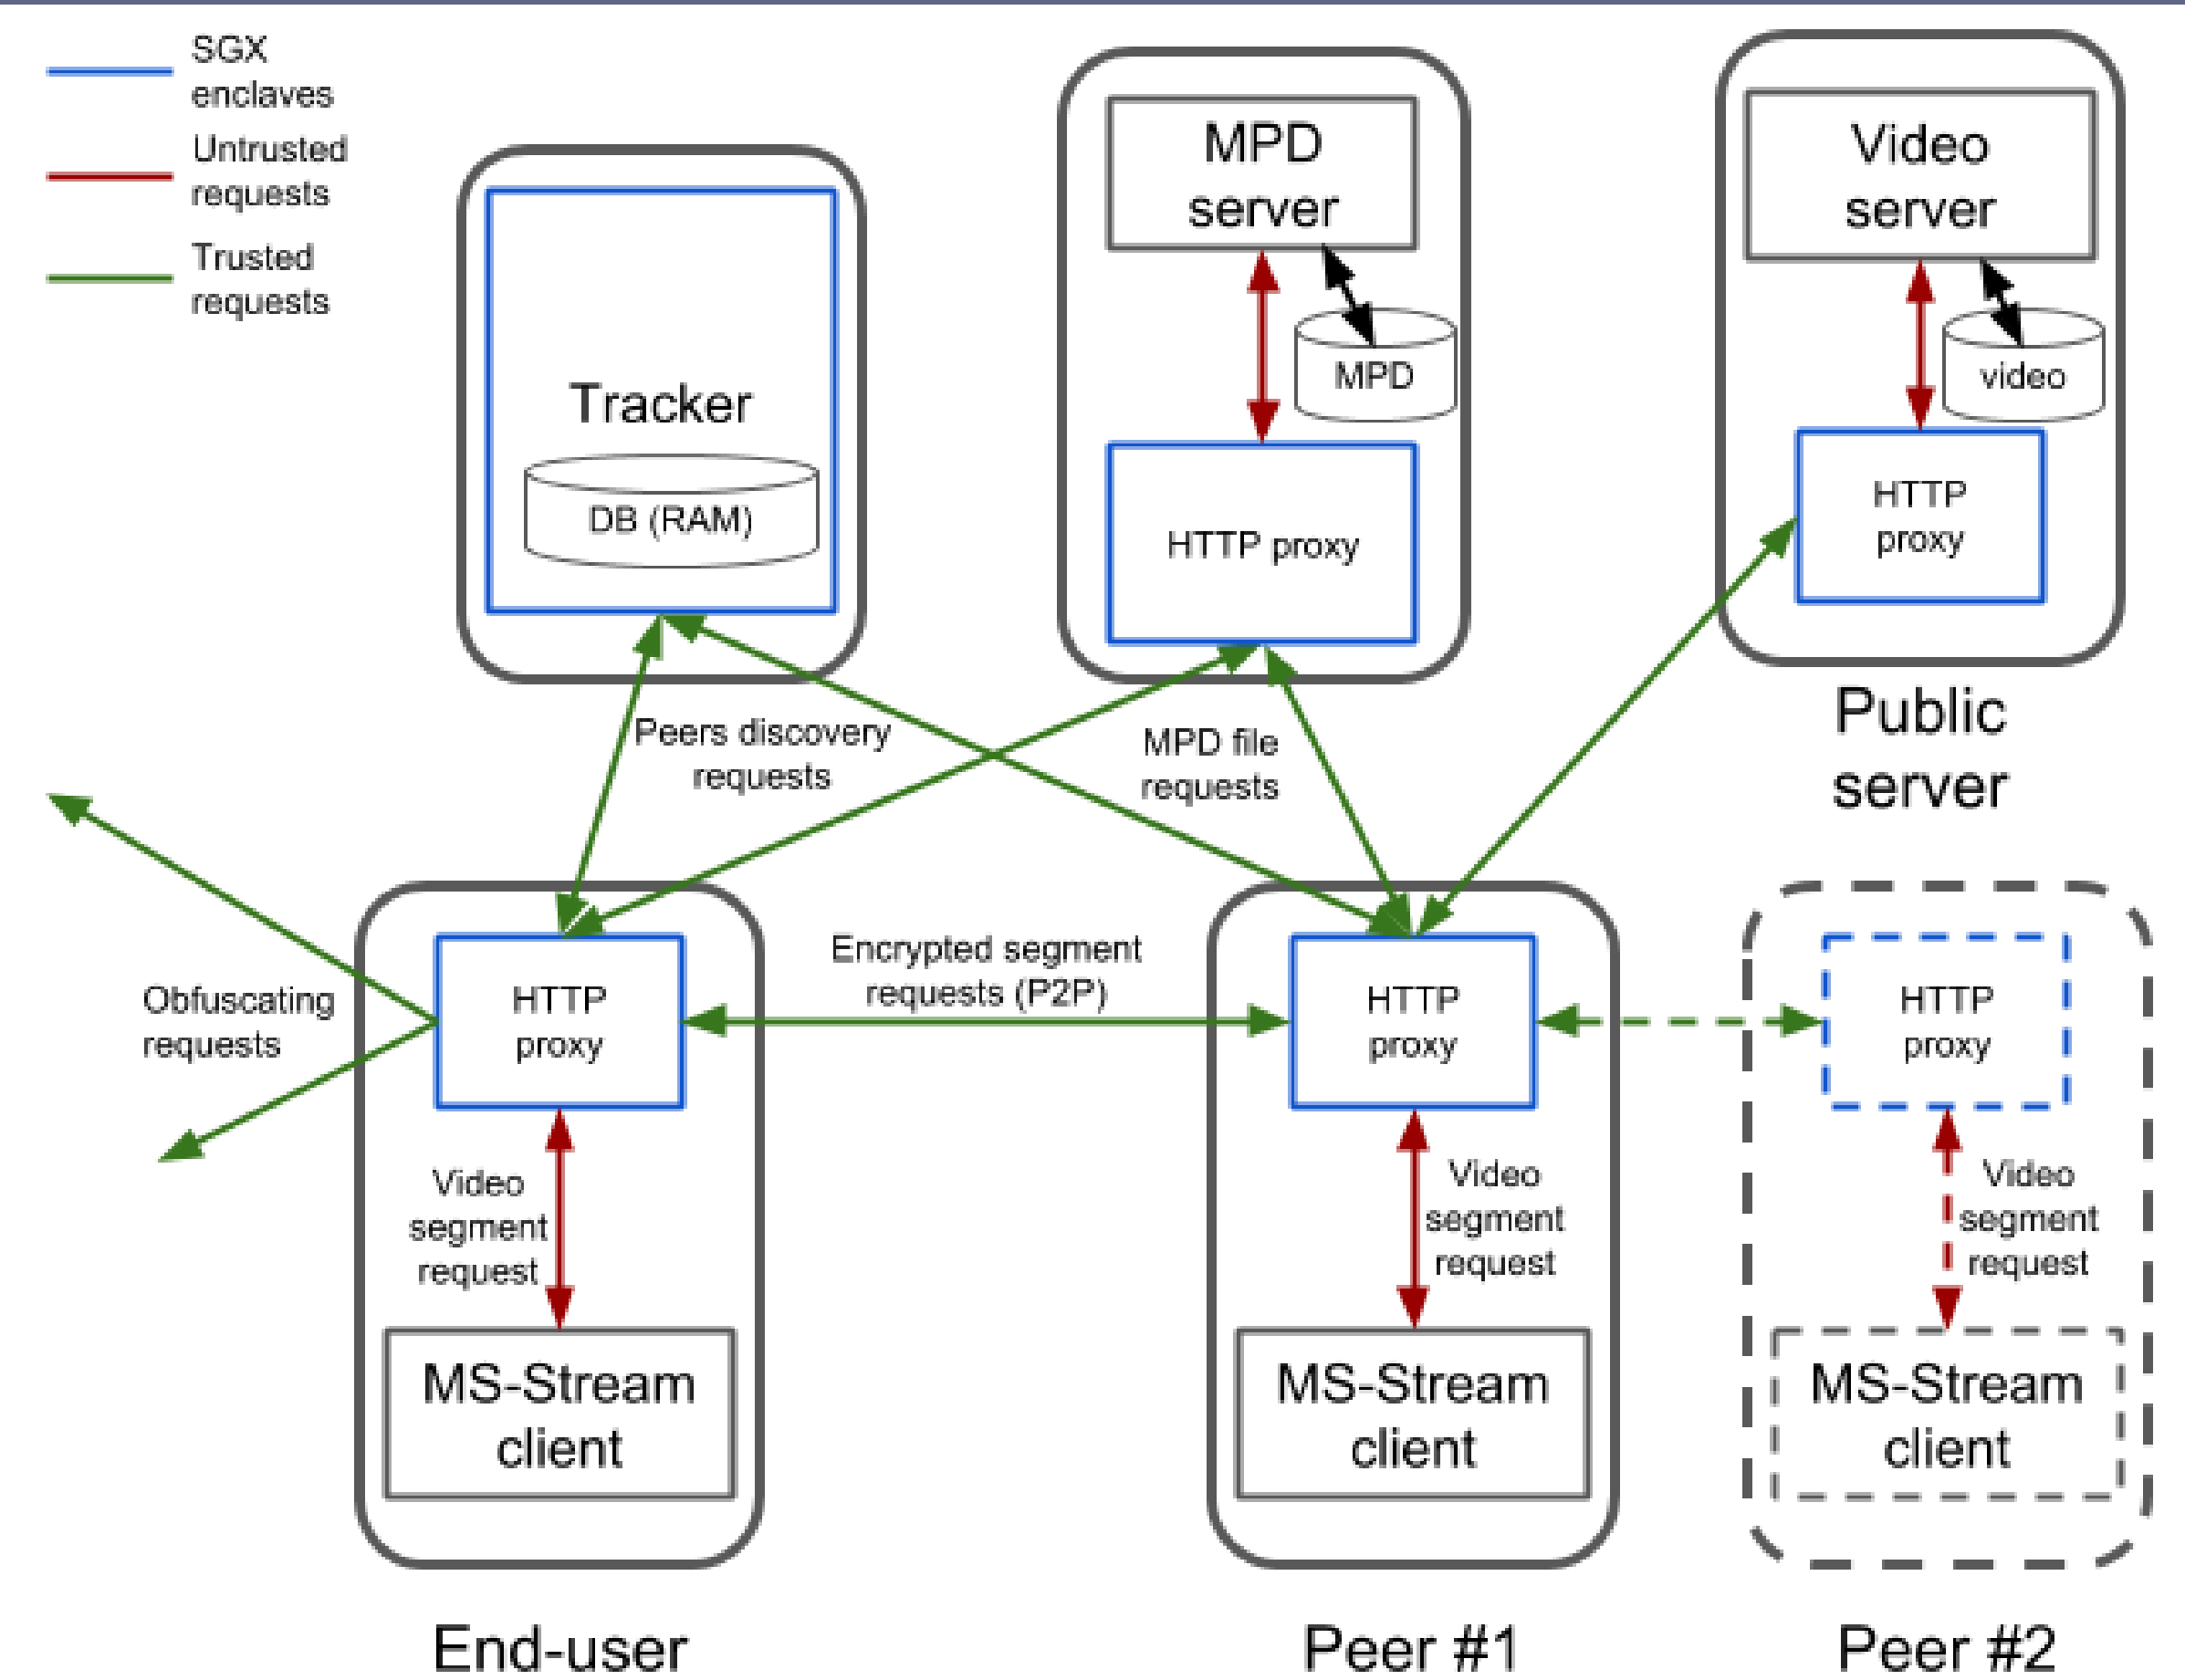 SGX
enclaves
Untrusted
requests
Trusted
requests
Tracker
DB (RAM)
MPD
server
MPD
HTTP proxy
Video
server
video
HTTP
proxy
Public
server
Peers discovery
requests
MPD file
requests
Obfuscating
requests
HTTP
proxy
Encrypted segment
requests (P2P)
HTTP
proxy
HTTP
proxy
Video
segment
request
Video
segment
request
Video
segment
request
MS-Stream
client
MS-Stream
client
MS-Stream
client
End-user
Peer #1
Peer #2